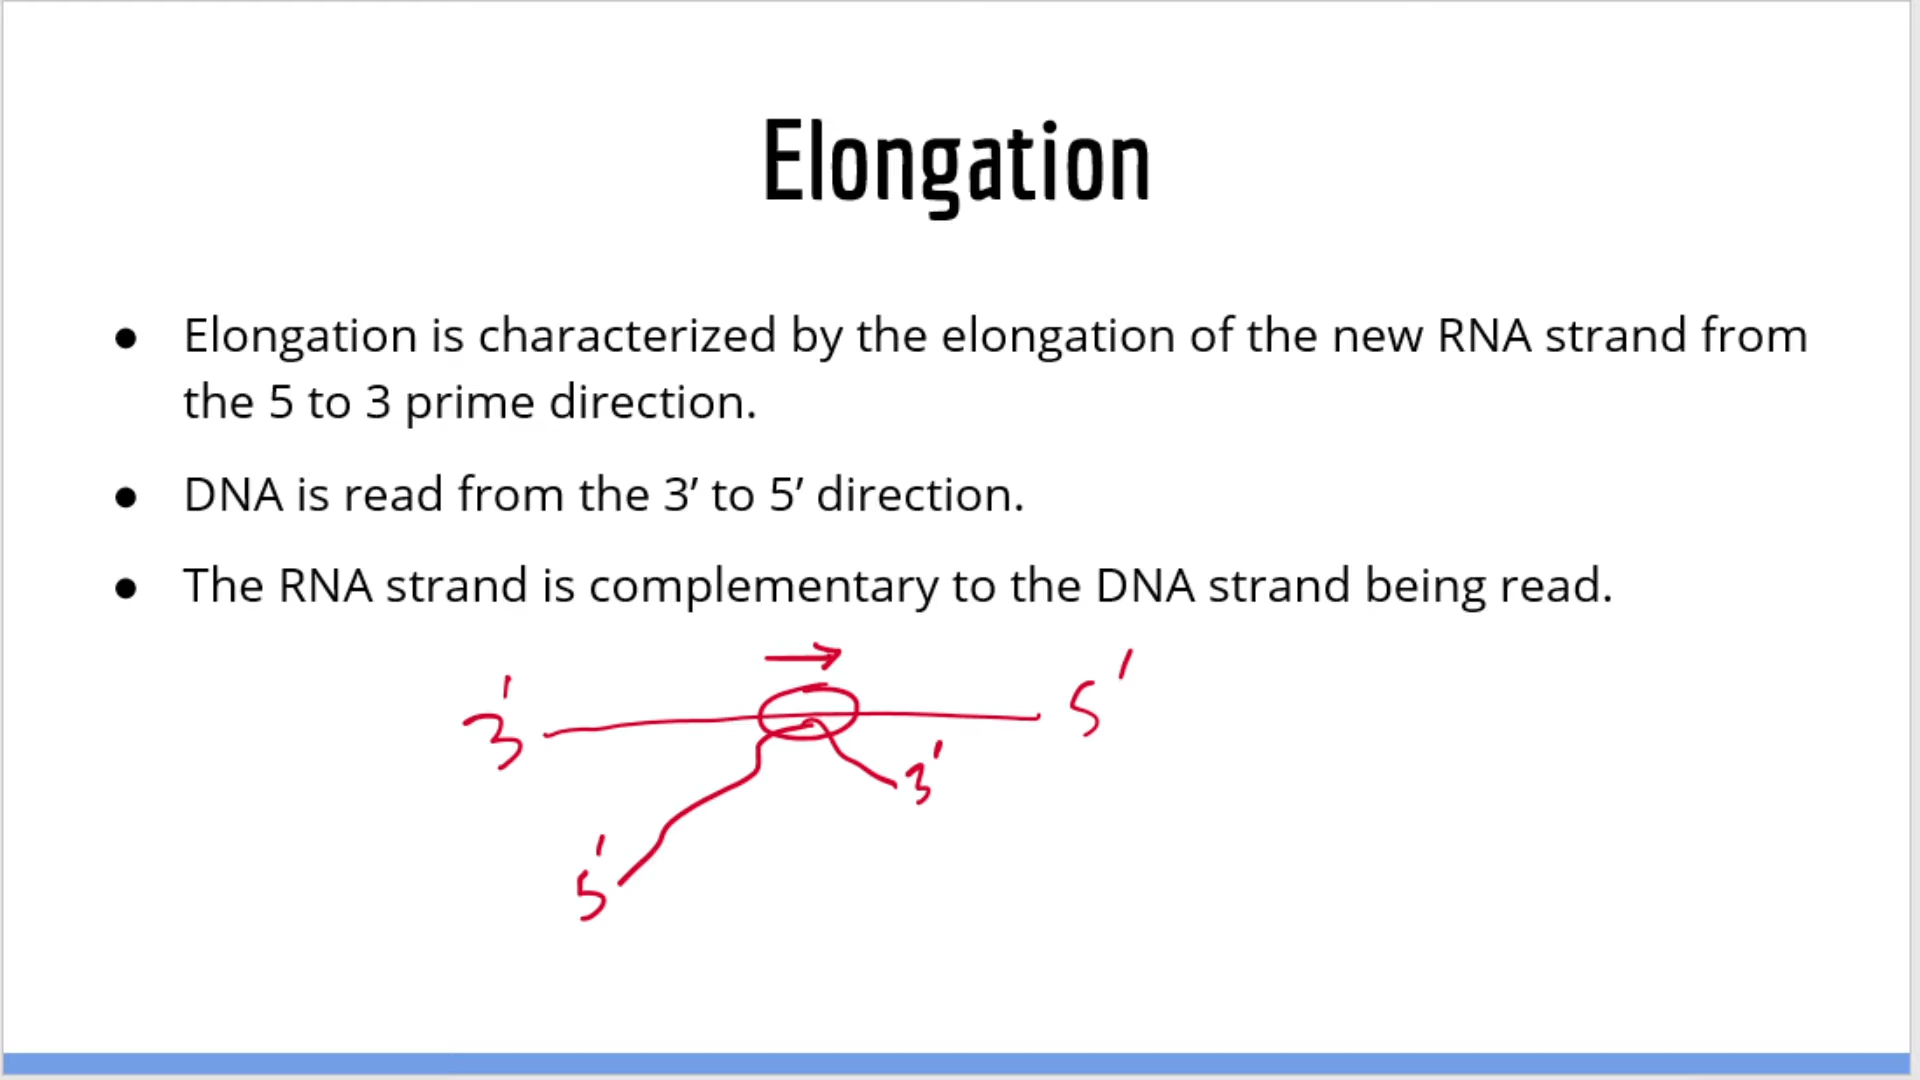 Elongation
● Elongation is characterized by the elongation of the new RNA strand from
the 5 to 3 prime direction.
● DNA is read from the 3’ to 5’ direction.
● The RNA strand is complementary to the DNA strand being read.
3' 5'
3'
5'